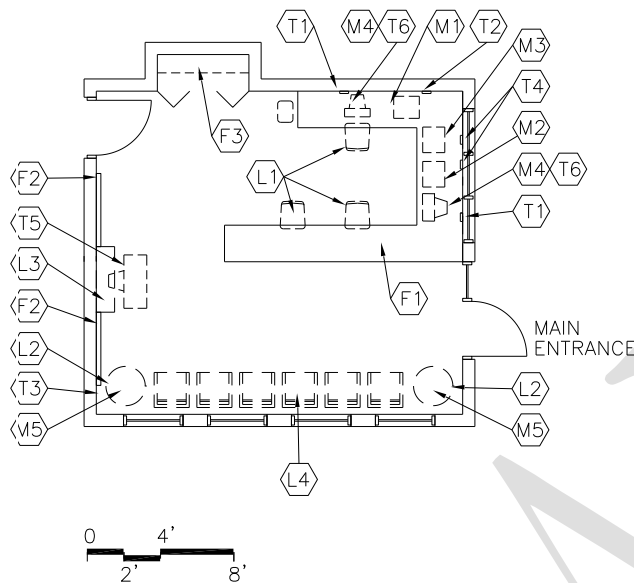 T1 M4 T6 M1 T2
M3
T4
F3
M2
L1
F2
M4 T6
T5
T1
L3
F1
F2
MAIN
ENTRANCE
L2
L2
T3
M5
M5
L4
0 4'
2' 8'